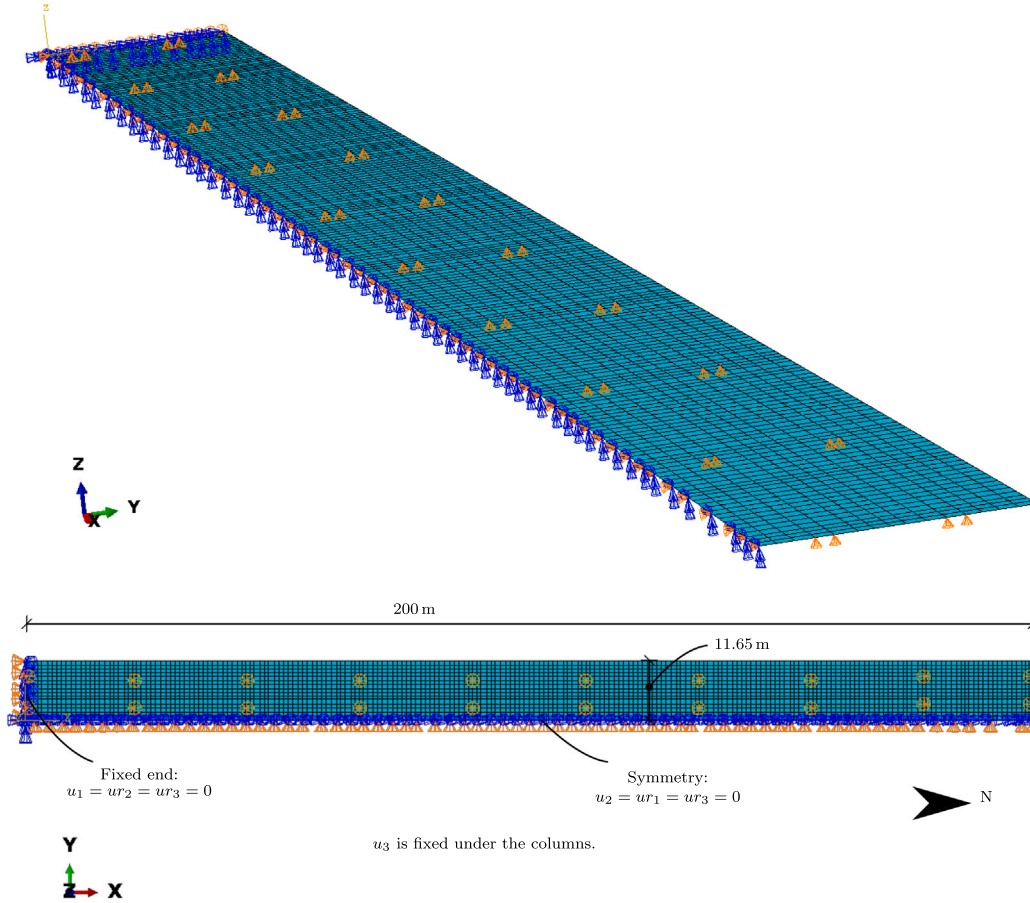 z
Z
Y
X
200 m
11.65 m
Fixed end:
u₁ = ur₂ = ur₃ = 0
Symmetry:
u₂ = ur₁ = ur₃ = 0
N
u₃ is fixed under the columns.
Y
Z
X